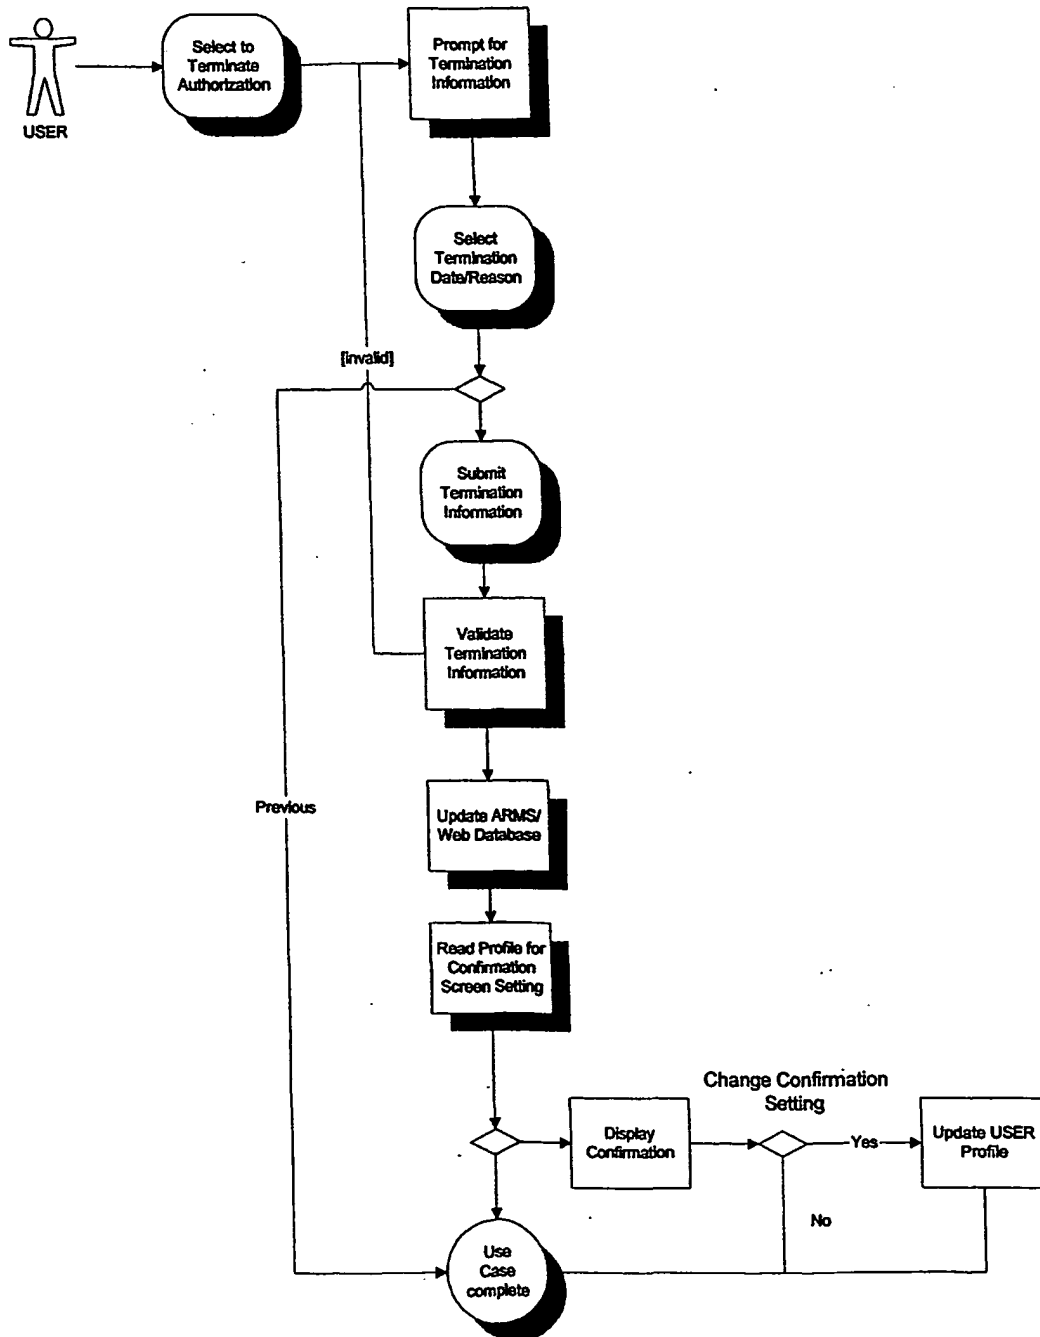 Select to
Terminate
Authorization
Prompt for
Termination
Information
USER
Select
Termination
Date/Reason
[invalid]
Submit
Termination
Information
Validate
Termination
Information
Previous
Update ARMS/
Web Database
Read Profile for
Confirmation
Screen Setting
Change Confirmation
Setting
Display
Confirmation
Yes
Update USER
Profile
No
Use
Case
complete